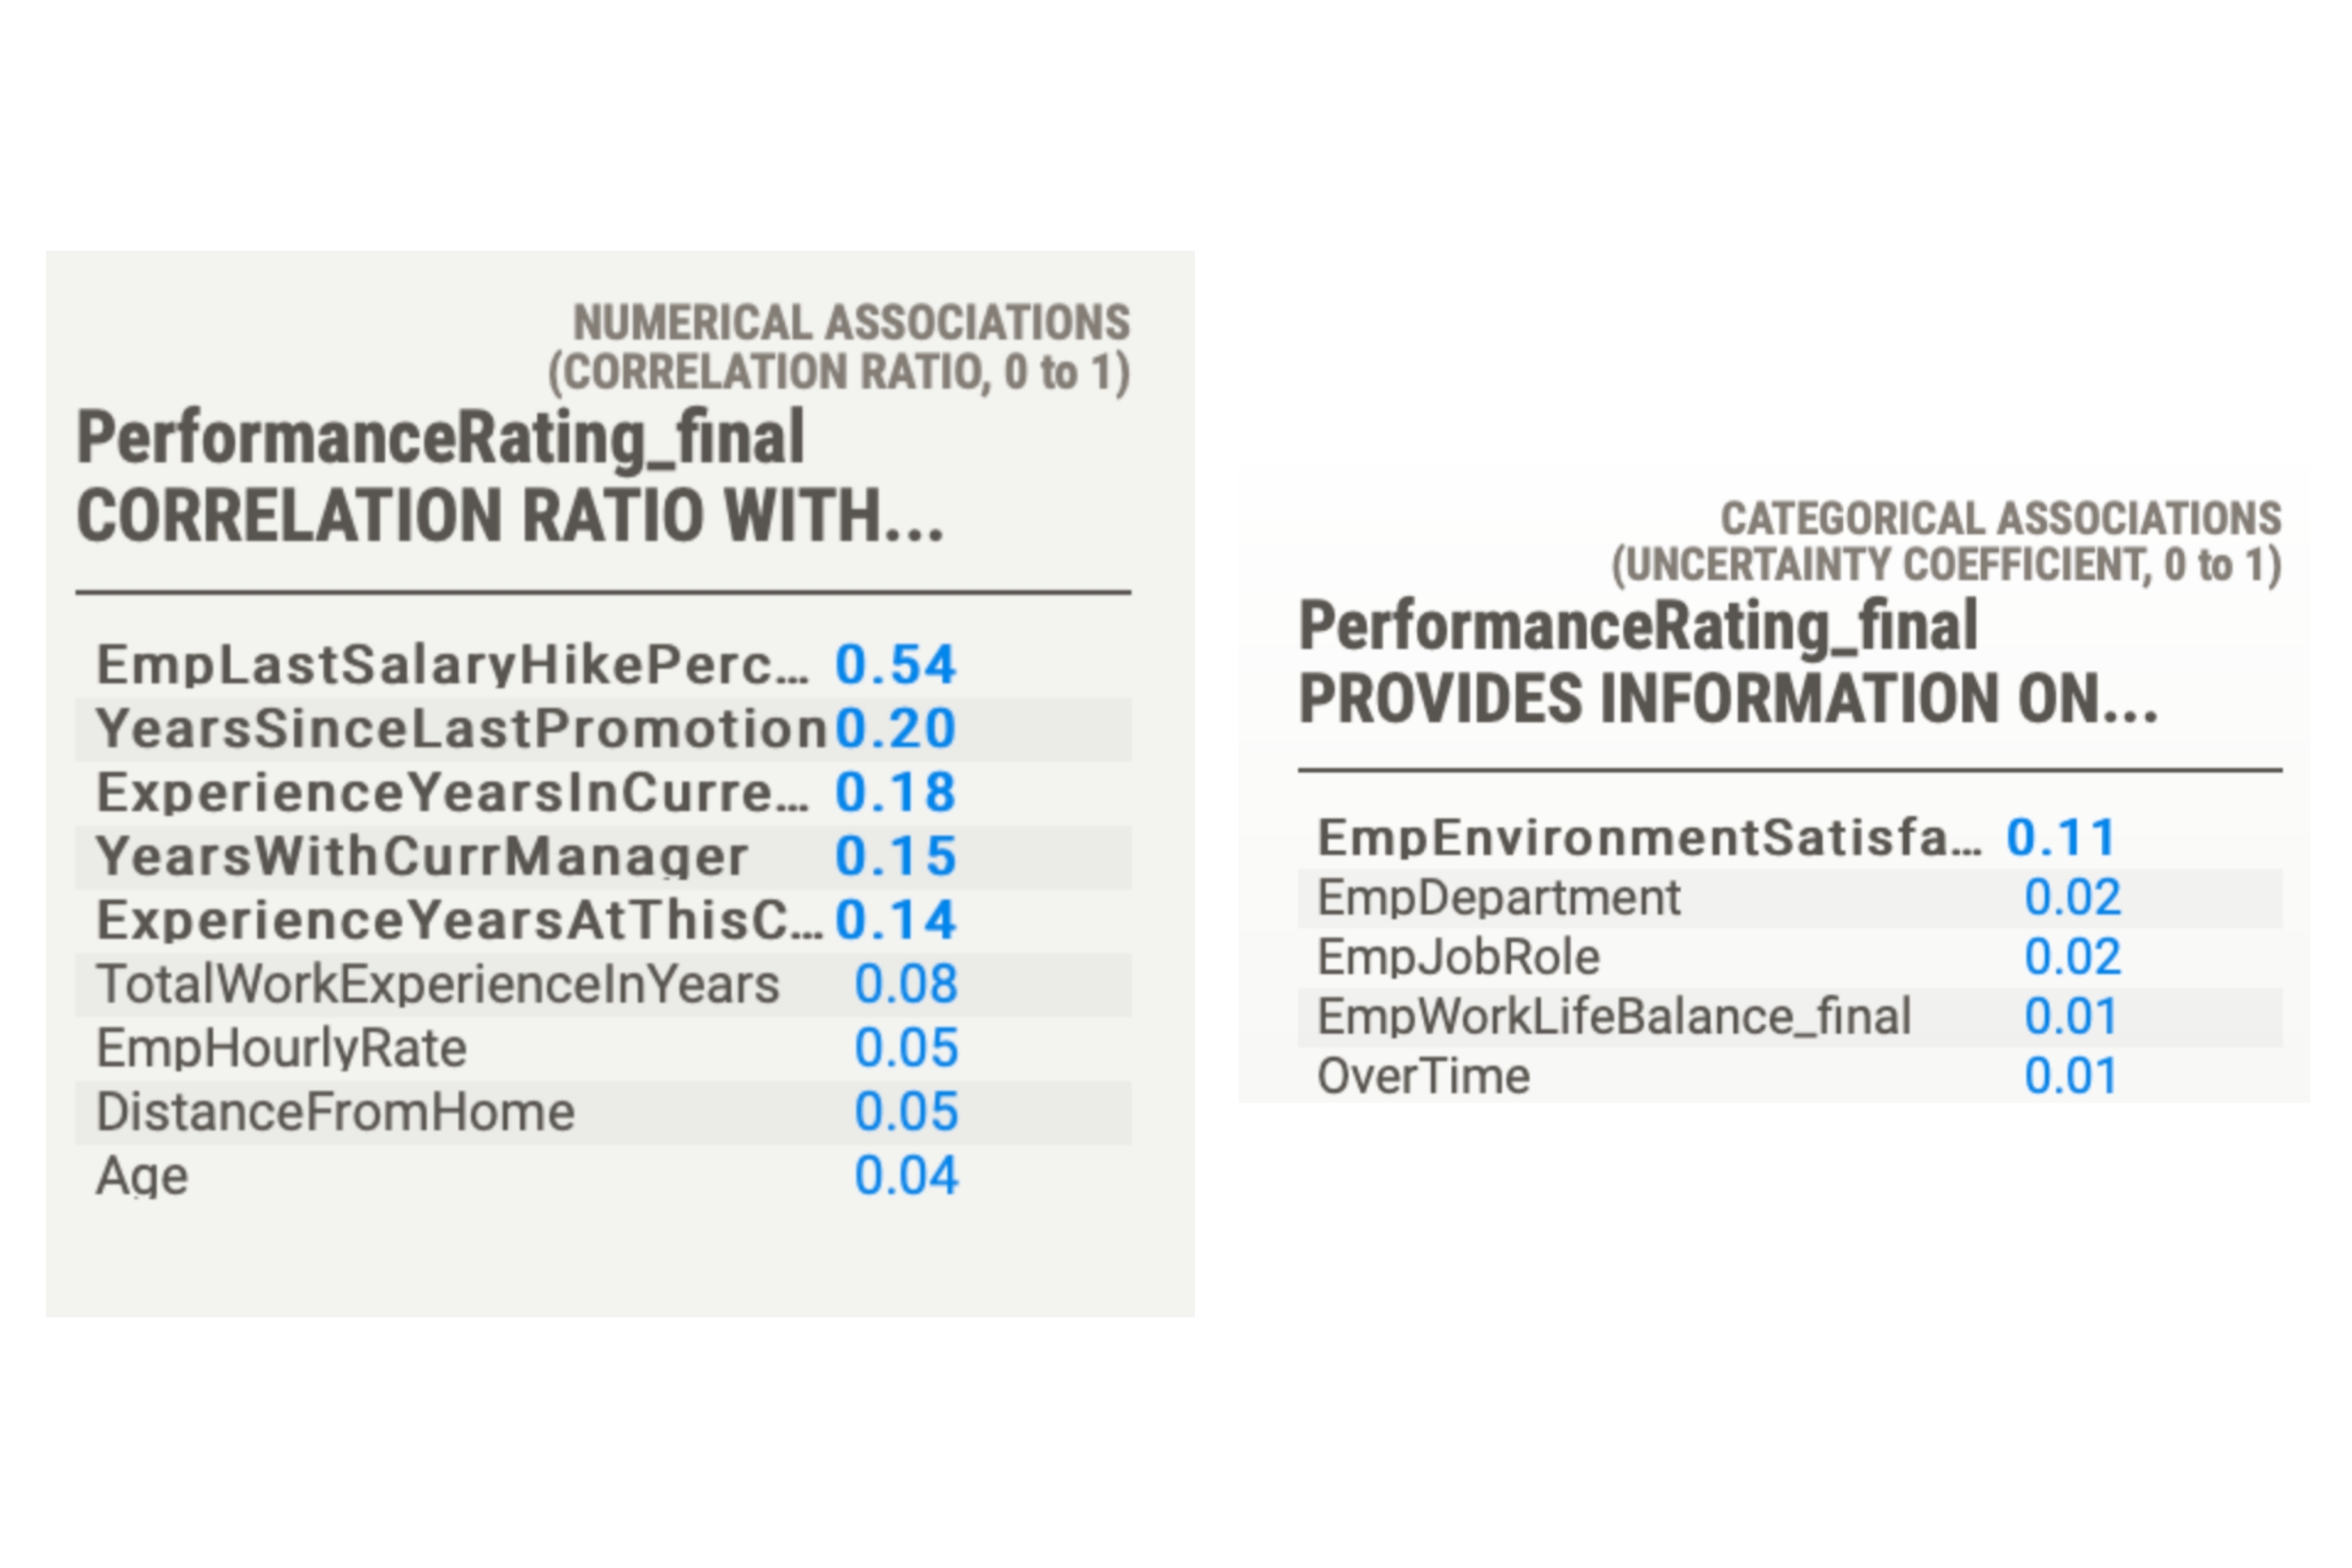 NUMERICAL ASSOCIATIONS
(CORRELATION RATIO, 0 to 1)
PerformanceRating_final
CORRELATION RATIO WITH...
EmpLastSalaryHikePerc... 0.54
YearsSinceLastPromotion 0.20
ExperienceYearsInCurre... 0.18
YearsWithCurrManager 0.15
ExperienceYearsAtThisC... 0.14
TotalWorkExperienceInYears 0.08
EmpHourlyRate 0.05
DistanceFromHome 0.05
Age 0.04
CATEGORICAL ASSOCIATIONS
(UNCERTAINTY COEFFICIENT, 0 to 1)
PerformanceRating_final
PROVIDES INFORMATION ON...
EmpEnvironmentSatisfa... 0.11
EmpDepartment 0.02
EmpJobRole 0.02
EmpWorkLifeBalance_final 0.01
OverTime 0.01